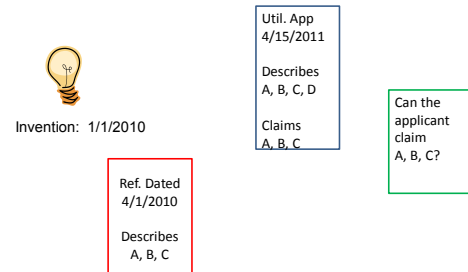 Util. App
4/15/2011
Describes
A, B, C, D
Claims
A, B, C
Invention: 1/1/2010
Can the
applicant
claim
A, B, C?
Ref. Dated
4/1/2010
Describes
A, B, C